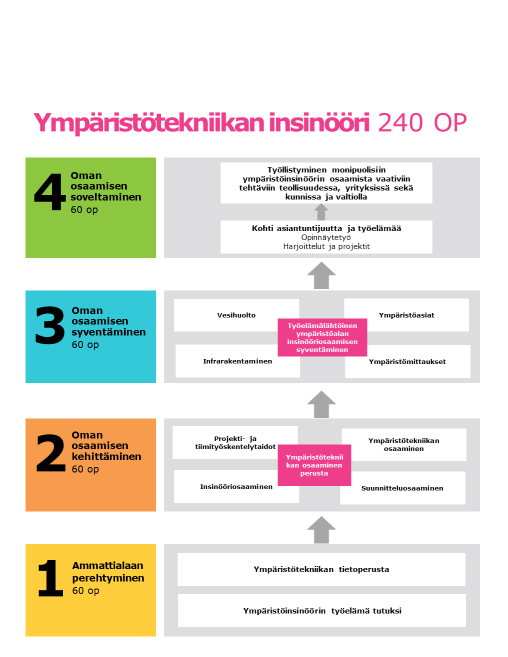 Ympäristötekniikan insinööri 240 OP
4
Oman
osaamisen
soveltaminen
60 op
Työllistyminen monipuolisiin
ympäristöinsinöörin osaamista vaativiin
tehtäviin teollisuudessa, yrityksissä sekä
kunnissa ja valtiolla
Kohti asiantuntijuutta ja työelämää
Opinnäytetyö
Harjoittelut ja projektit
3
Oman
osaamisen
syventäminen
60 op
Vesihuolto
Ympäristöasiat
Työelämälähtöinen
ympäristöalan
insinööriosaamisen
syventäminen
Infrarakentaminen
Ympäristömittaukset
2
Oman
osaamisen
kehittäminen
60 op
Projekti- ja
tiimityöskentelytaidot
Ympäristötekniikan
osaaminen
Ympäristöteknii
kan osaaminen
perusta
Insinööriosaaminen
Suunnitteluosaaminen
1
Ammattialaan
perehtyminen
60 op
Ympäristötekniikan tietoperusta
Ympäristöinsinöörin työelämä tutuksi